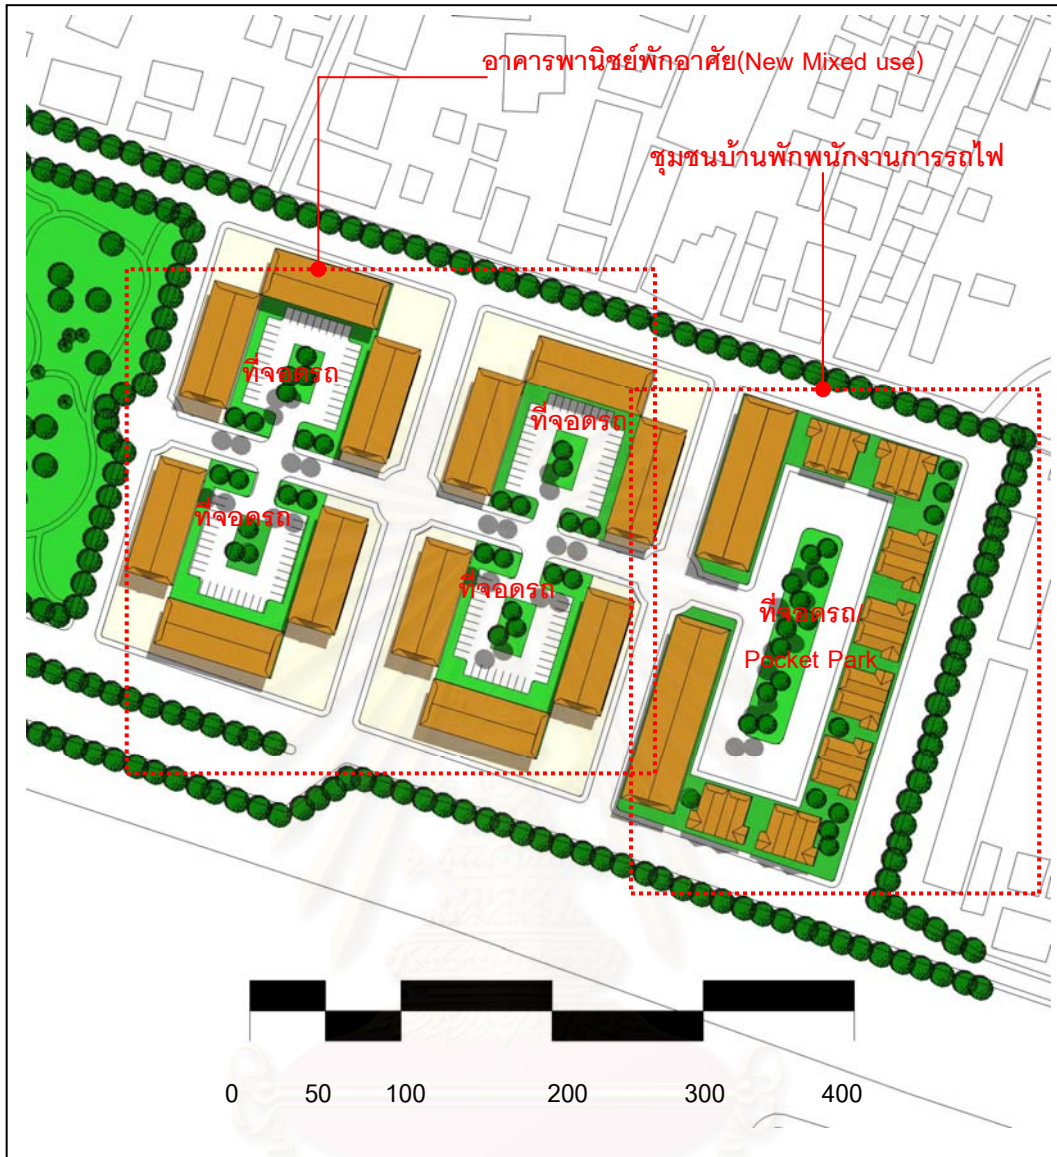 อาคารพานิชย์พักอาศัย(New Mixed use)
ชุมชนบ้านพักพนักงานการรถไฟ
ที่จอดรถ
ที่จอดรถ
ที่จอดรถ
ที่จอดรถ
ที่จอดรถ/
Pocket Park
0 50 100 200 300 400